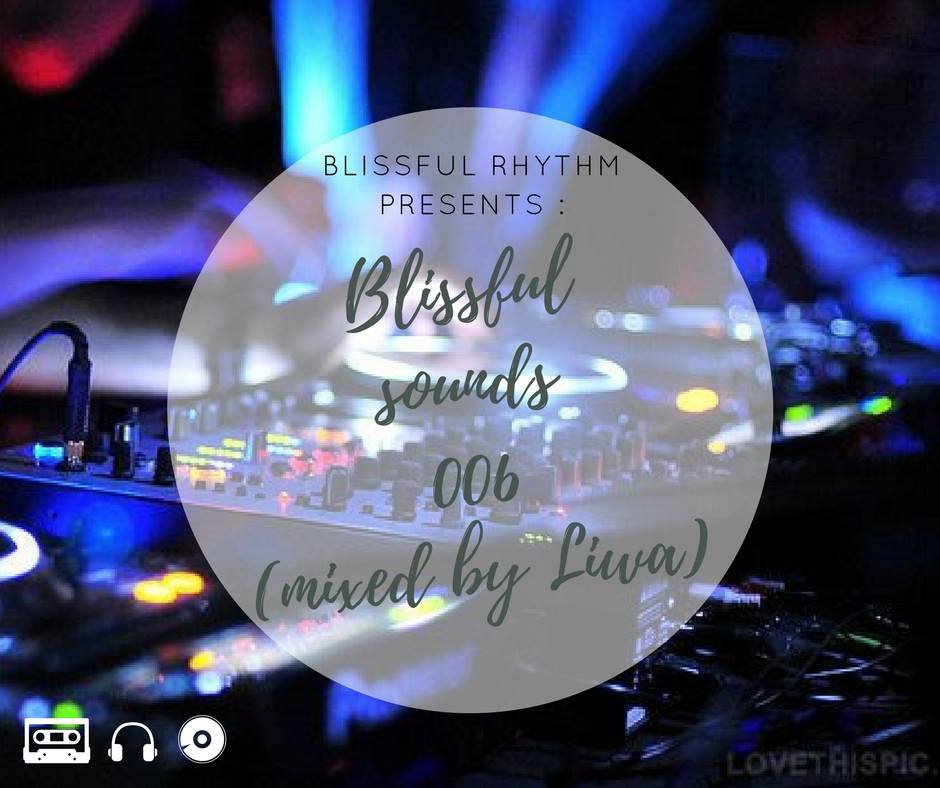 BLISSFUL RHYTHM
PRESENTS :
Blissful
sounds
006
(mixed by Liwa)
LOVETHISPIC.